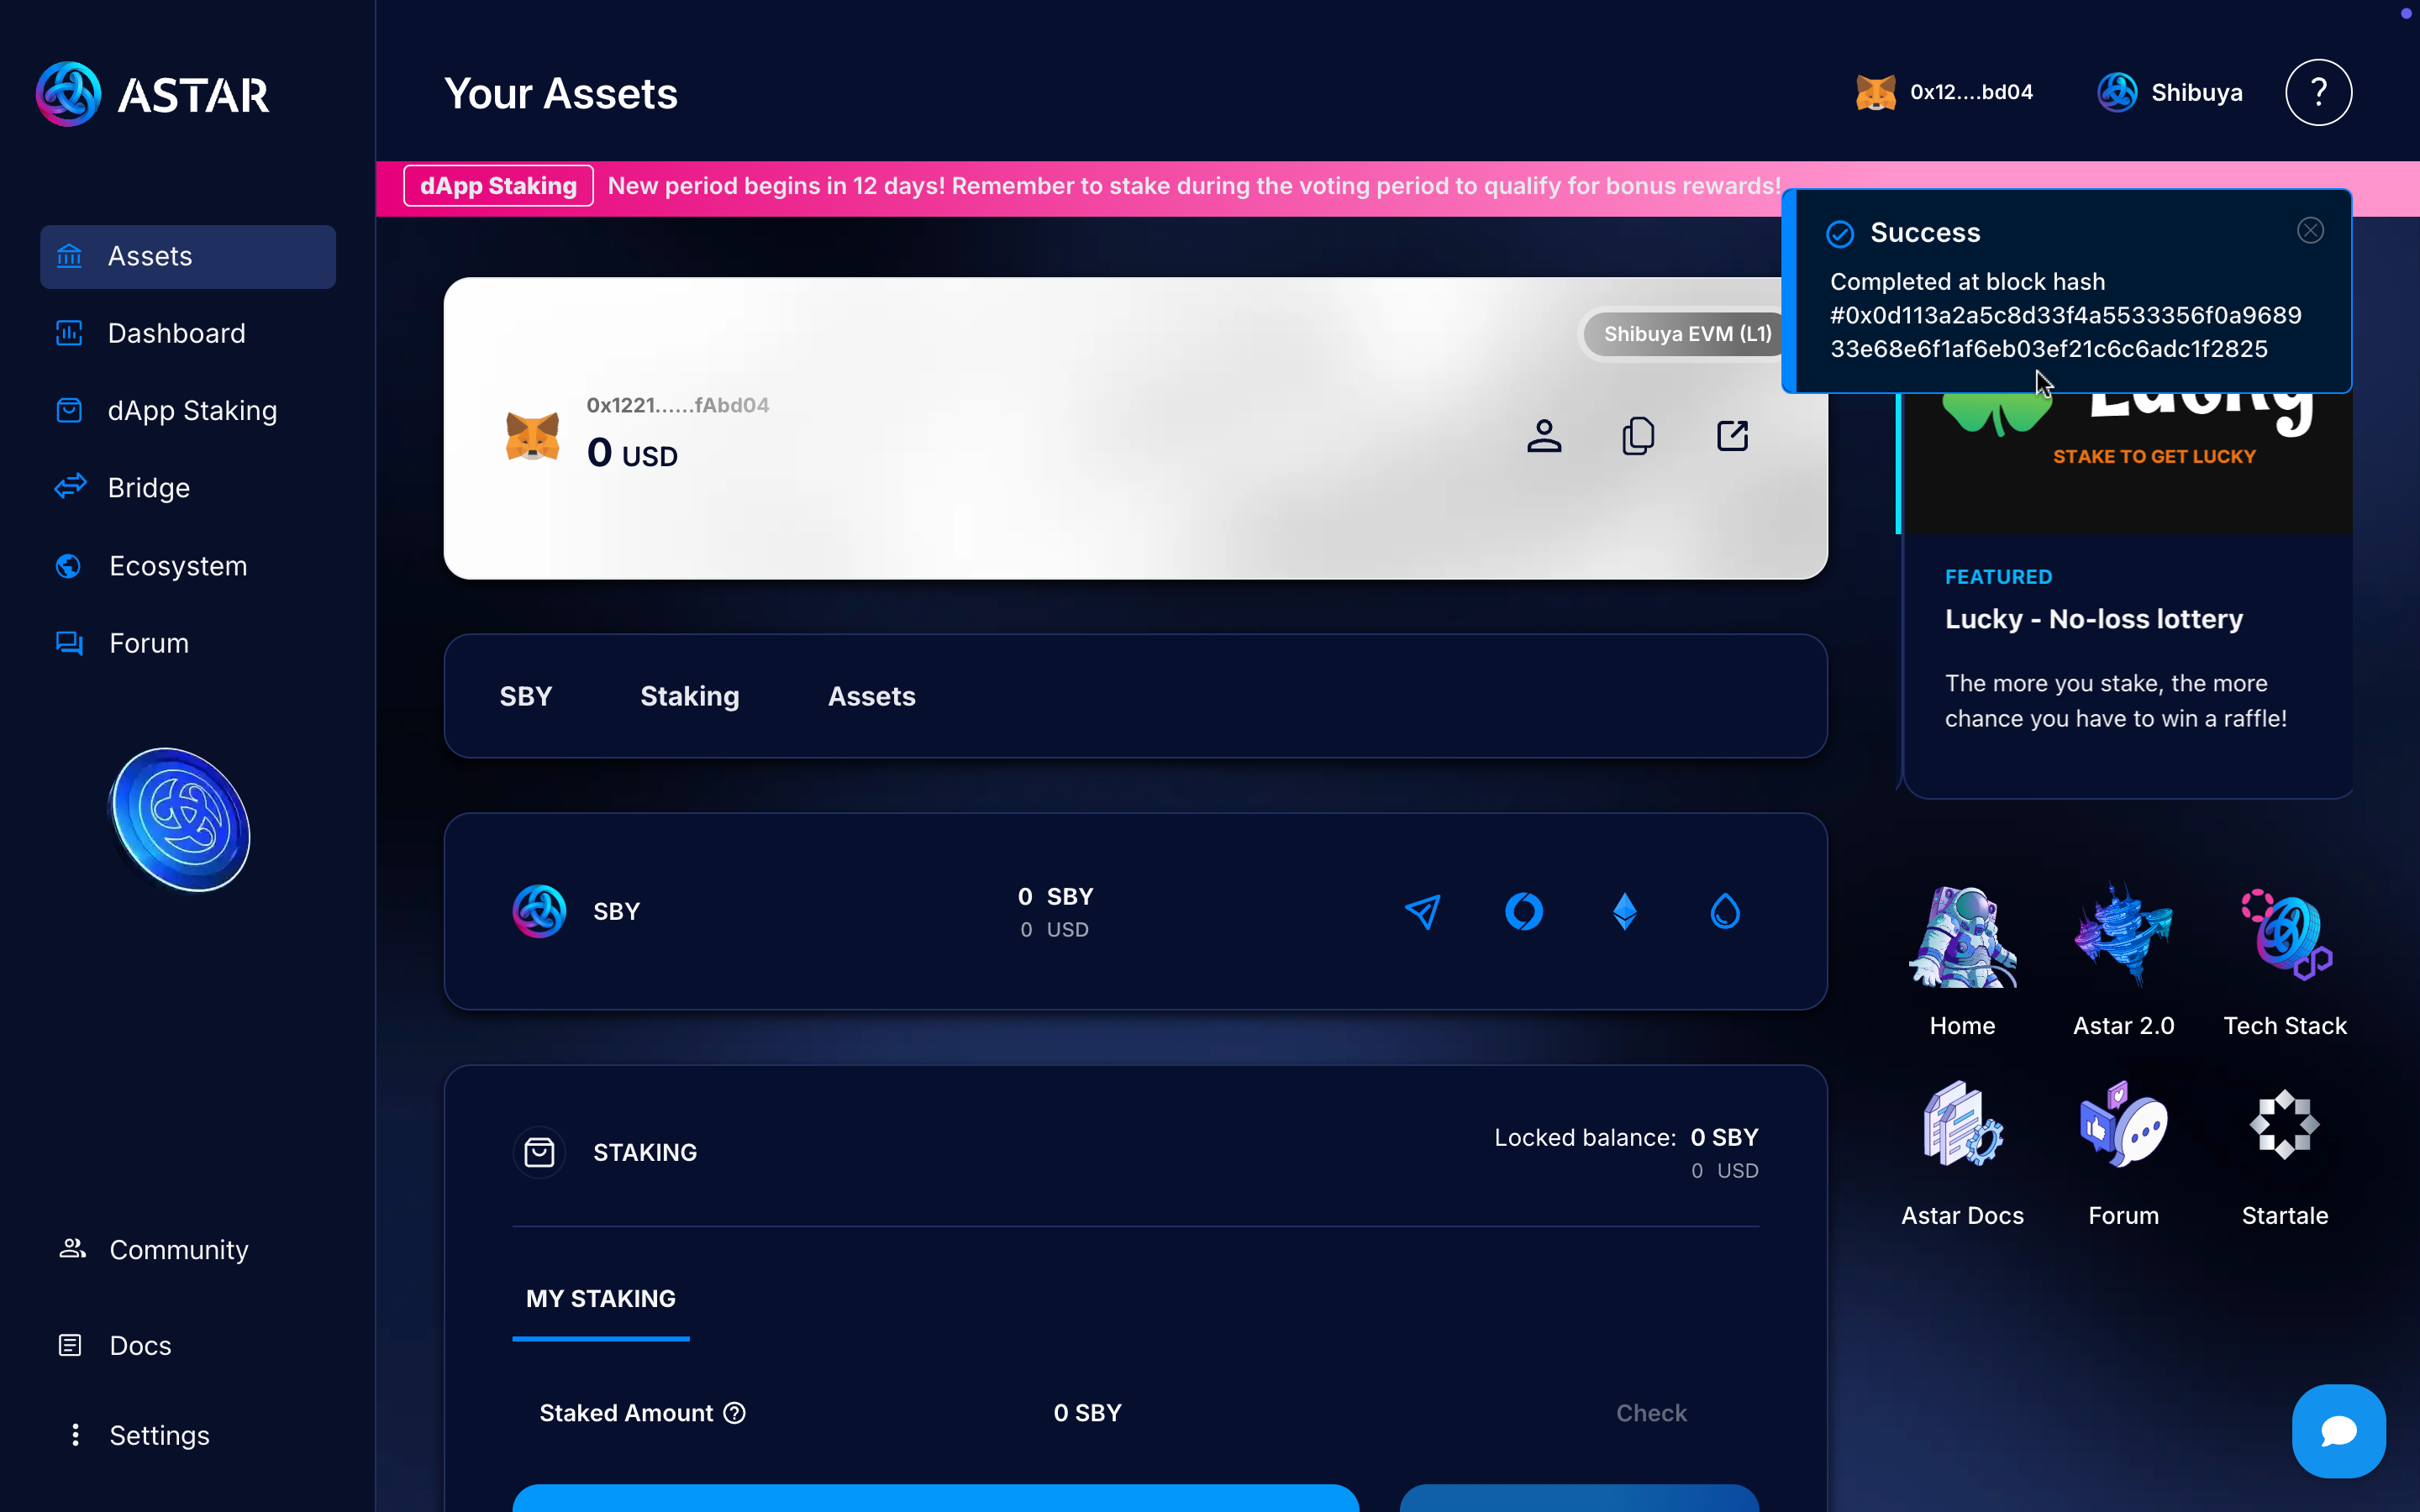 ASTAR
Your Assets
0x12....bd04
Shibuya
?
dApp Staking
New period begins in 12 days! Remember to stake during the voting period to qualify for bonus rewards!
Success
Completed at block hash
#0x0d113a2a5c8d33f4a5533356f0a9689
33e68e6f1af6eb03ef21c6c6adc1f2825
Assets
Dashboard
dApp Staking
Bridge
Ecosystem
Forum
Community
Docs
Settings
Shibuya EVM (L1)
0x1221......fAbd04
0 USD
SBY
Staking
Assets
SBY
0 SBY
0 USD
STAKING
Locked balance: 0 SBY
0 USD
MY STAKING
Staked Amount
0 SBY
Check
Lucky
STAKE TO GET LUCKY
FEATURED
Lucky - No-loss lottery
The more you stake, the more
chance you have to win a raffle!
Home
Astar 2.0
Tech Stack
Astar Docs
Forum
Startale